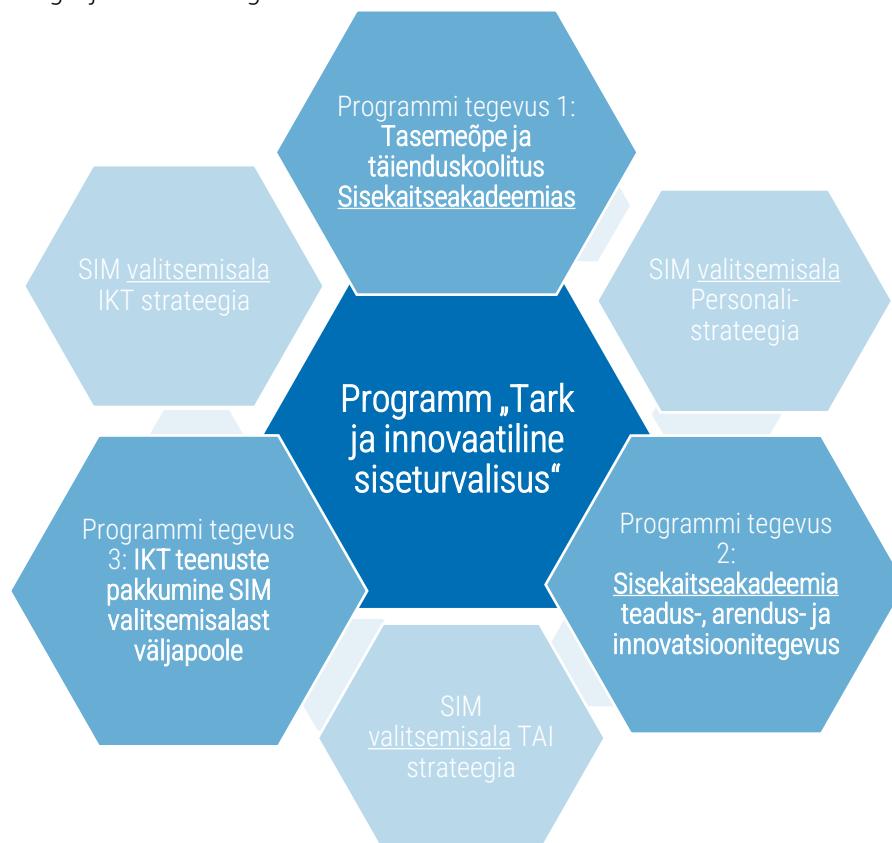 Programmi tegevus 1:
Tasemeõpe ja
täienduskoolitus
Sisekaitseakadeemias
SIM valitsemisala
IKT strateegia
SIM valitsemisala
Personali-
strateegia
Programm „Tark
ja innovaatiline
siseturvalisus“
Programmi tegevus
3: IKT teenuste
pakkumine SIM
valitsemisalast
väljapoole
Programmi tegevus
2:
Sisekaitseakadeemia
teadus-, arendus- ja
innovatsioonitegevus
SIM
valitsemisala TAI
strateegia